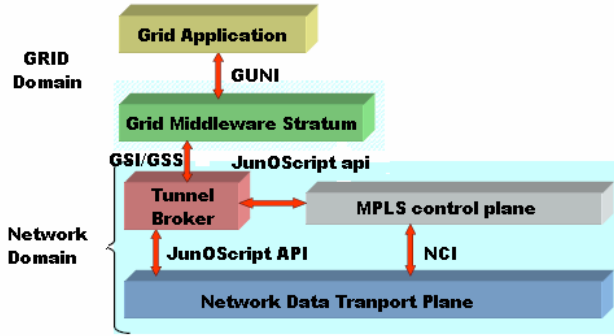 Grid Application
GRID
Domain
GUNI
Grid Middleware Stratum
GSI/GSS
JunOScript api
Tunnel
Broker
MPLS control plane
Network
Domain
JunOScript API
NCI
Network Data Tranport Plane